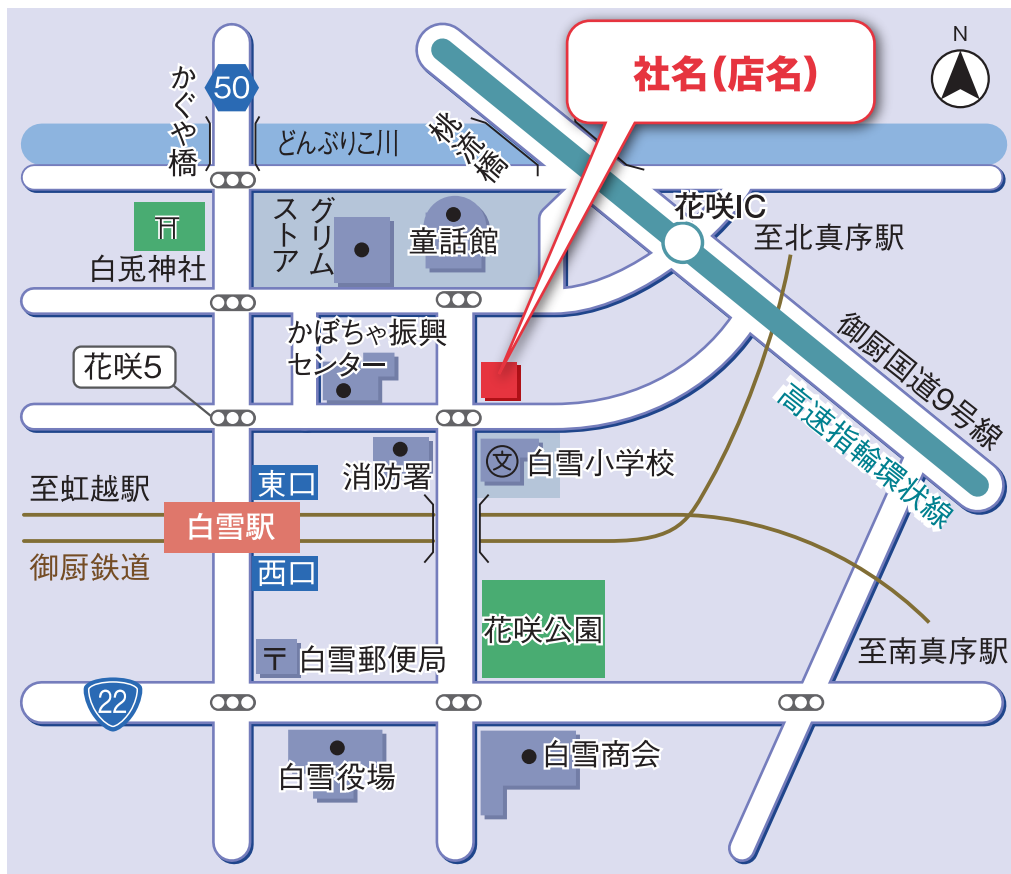 N
社名(店名)
50
かぐや橋
どんぶりこ川
桃流橋
花咲IC
至北真序駅
グリム
ストア
童話館
白兎神社
かぼちゃ振興
センター
御厨国道9号線
高速指輪環状線
花咲5
消防署
文
白雪小学校
至虹越駅
東口
白雪駅
御厨鉄道
西口
花咲公園
〒
白雪郵便局
至南真序駅
22
白雪役場
白雪商会